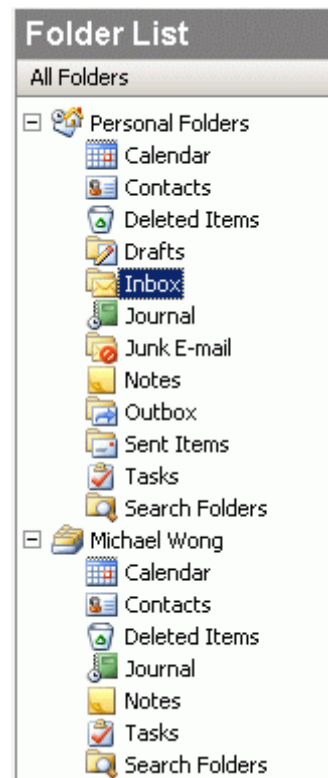 Folder List
All Folders
Personal Folders
Calendar
Contacts
Deleted Items
Drafts
Inbox
Journal
Junk E-mail
Notes
Outbox
Sent Items
Tasks
Search Folders
Michael Wong
Calendar
Contacts
Deleted Items
Journal
Notes
Tasks
Search Folders